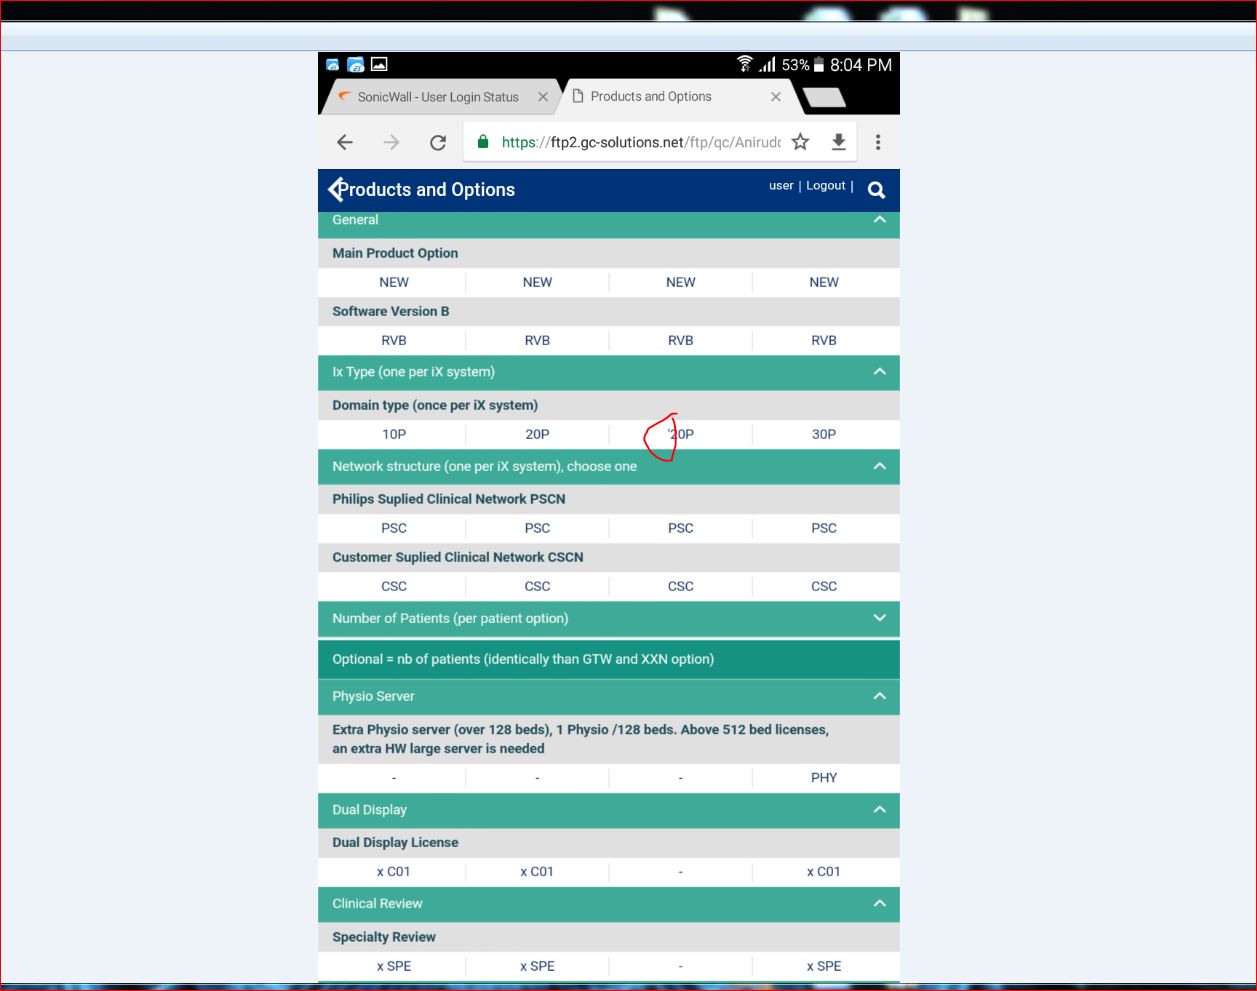 53% 8:04 PM
SonicWall - User Login Status Products and Options
https://ftp2.gc-solutions.net/ftp/qc/Anirudc
Products and Options user | Logout |
General
Main Product Option
NEW NEW NEW NEW
Software Version B
RVB RVB RVB RVB
Ix Type (one per iX system)
Domain type (once per iX system)
10P 20P '20P 30P
Network structure (one per iX system), choose one
Philips Suplied Clinical Network PSCN
PSC PSC PSC PSC
Customer Suplied Clinical Network CSCN
CSC CSC CSC CSC
Number of Patients (per patient option)
Optional = nb of patients (identically than GTW and XXN option)
Physio Server
Extra Physio server (over 128 beds), 1 Physio /128 beds. Above 512 bed licenses,
an extra HW large server is needed
- - - PHY
Dual Display
Dual Display License
x C01 x C01 - x C01
Clinical Review
Specialty Review
x SPE x SPE - x SPE